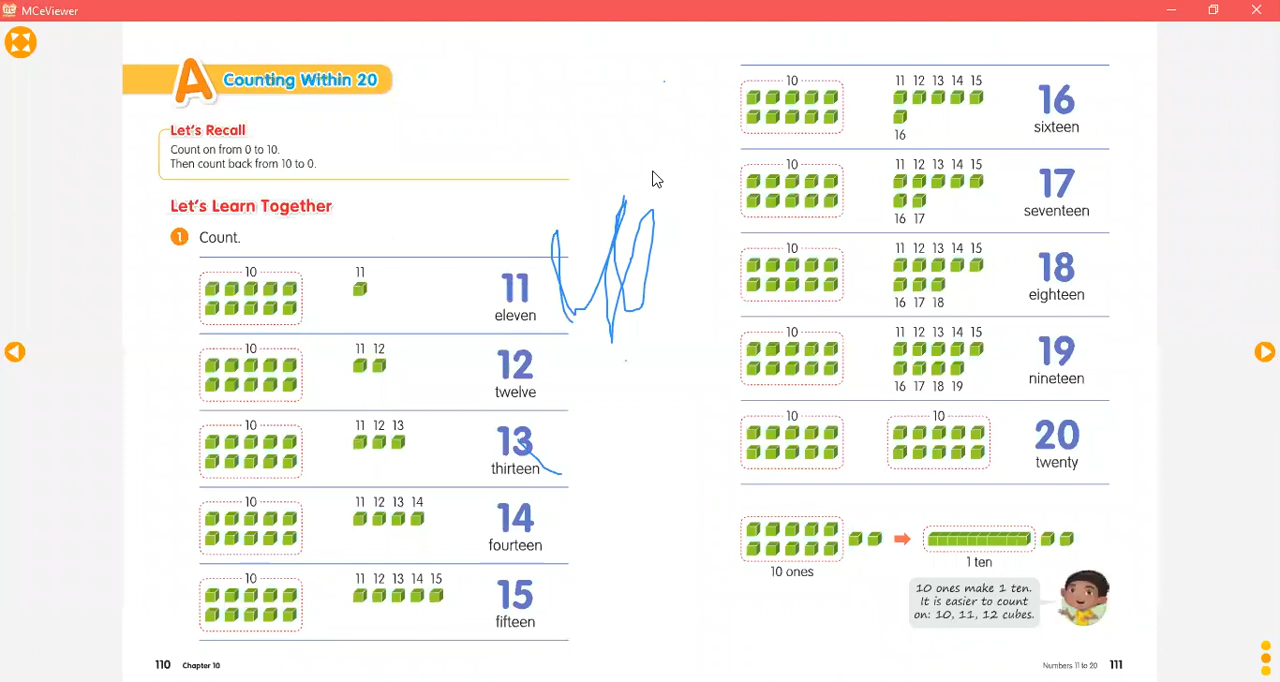 MCeViewer
A Counting Within 20
Let's Recall
Count on from 0 to 10.
Then count back from 10 to 0.
Let's Learn Together
1 Count.
10 11
11
eleven
10 11 12
12
twelve
10 11 12 13
13
thirteen
10 11 12 13 14
14
fourteen
10 11 12 13 14 15
15
fifteen
110 Chapter 10
10 11 12 13 14 15
16
16
sixteen
10 11 12 13 14 15
16 17
17
seventeen
10 11 12 13 14 15
16 17 18
18
eighteen
10 11 12 13 14 15
16 17 18 19
19
nineteen
10 10
20
twenty
10 ones
1 ten
10 ones make 1 ten.
It is easier to count
on: 10, 11, 12 cubes.
Numbers 11 to 20 111